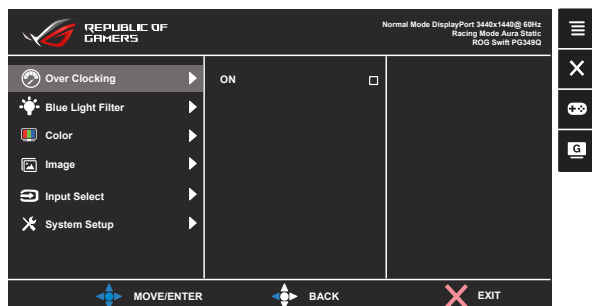 REPUBLIC OF
GAMERS
Normal Mode DisplayPort 3440x1440@ 60Hz
Racing Mode Aura Static
ROG Swift PG349Q
Over Clocking
ON
Blue Light Filter
Color
Image
Input Select
System Setup
MOVE/ENTER
BACK
EXIT
G